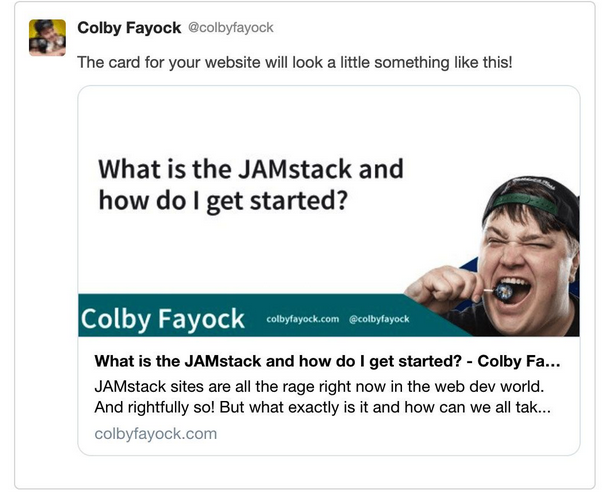 Colby Fayock @colbyfayock
The card for your website will look a little something like this!
What is the JAMstack and
how do I get started?
Colby Fayock colbyfayock.com @colbyfayock
What is the JAMstack and how do I get started? - Colby Fa...
JAMstack sites are all the rage right now in the web dev world.
And rightfully so! But what exactly is it and how can we all tak...
colbyfayock.com